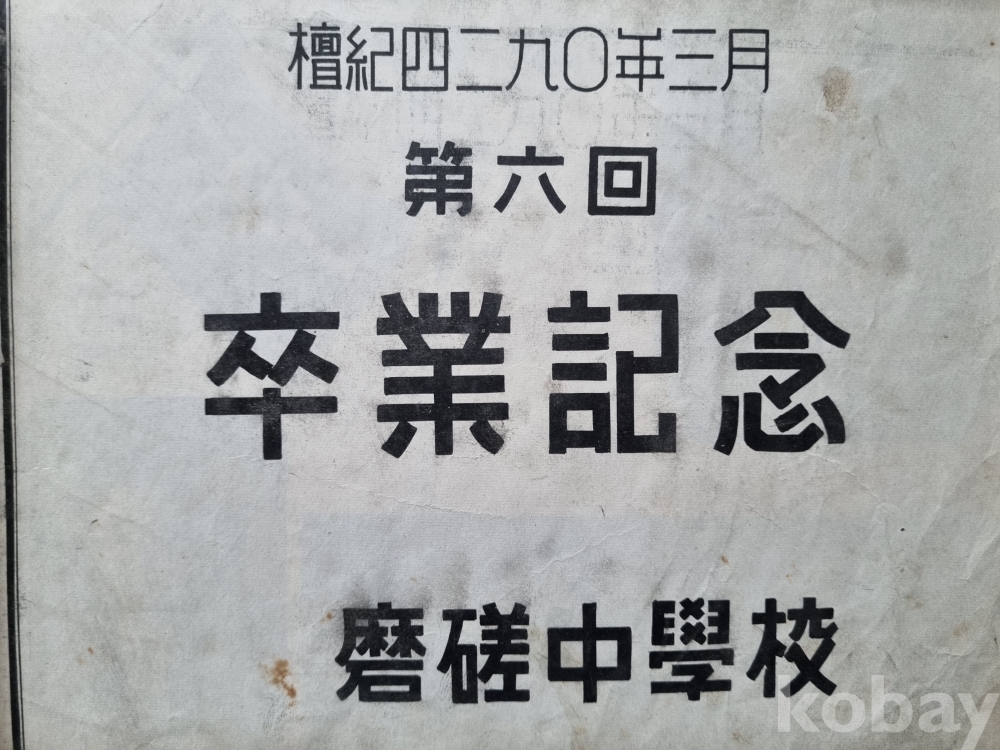 檀紀四二九〇年三月
第六回
卒業記念
磨磋中學校
kobay